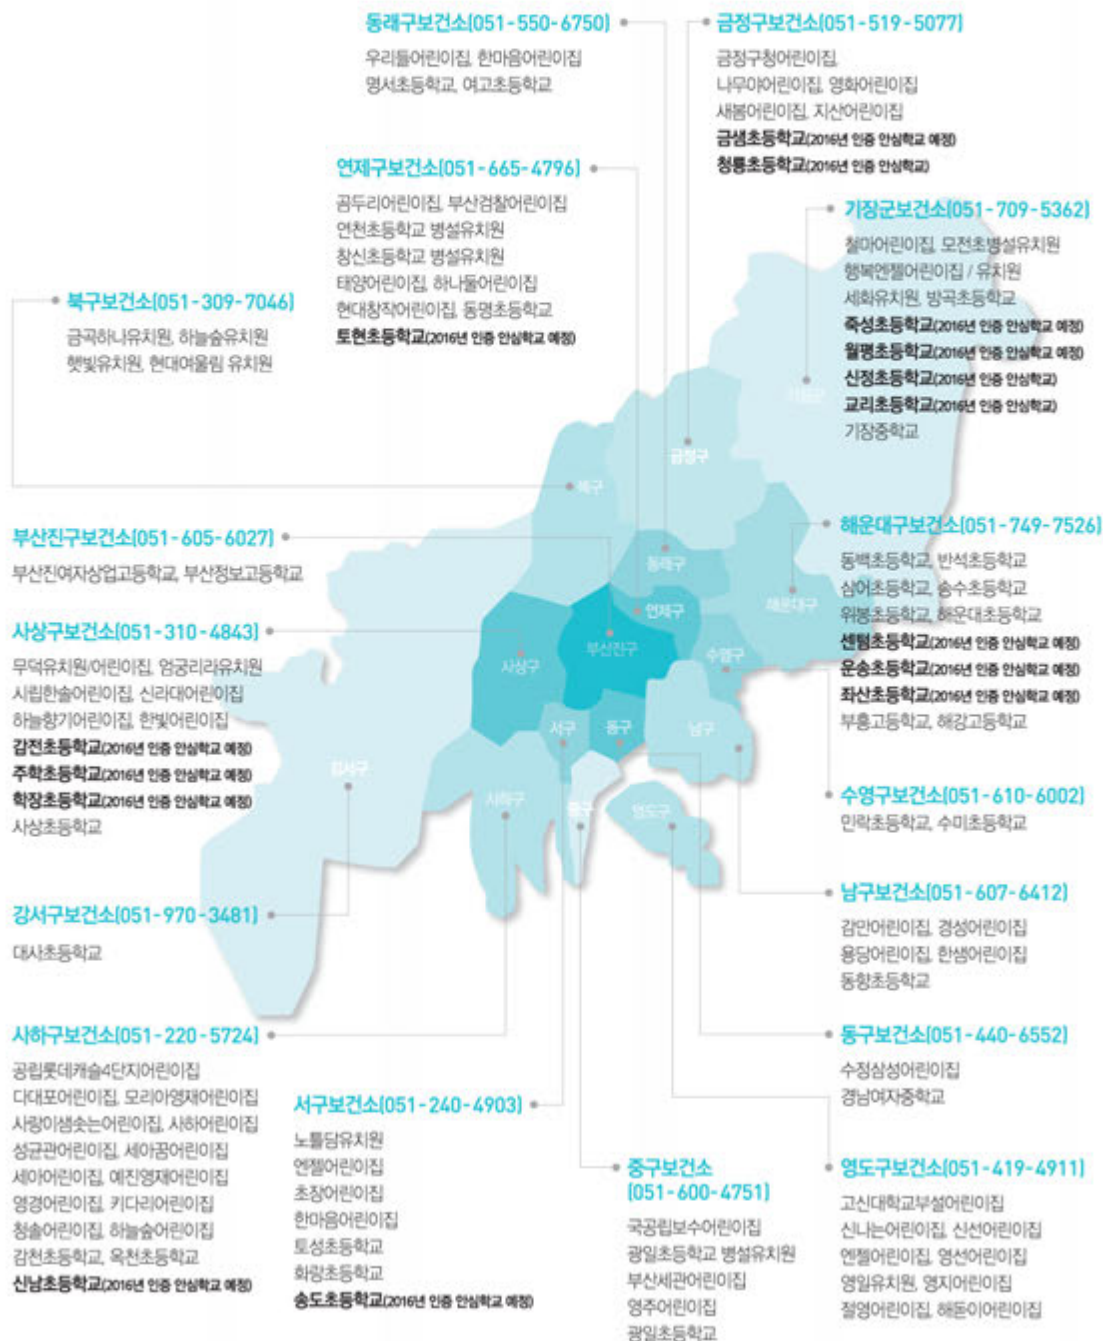 동래구보건소(051-550-6750)
우리들어린이집, 한마음어린이집
명서초등학교, 여고초등학교
금정구보건소(051-519-5077)
금정구청어린이집,
나무야어린이집, 영화어린이집
새봄어린이집, 지산어린이집
금샘초등학교(2016년 인증 안심학교 예정)
청룡초등학교(2016년 인증 안심학교)
연제구보건소(051-665-4796)
곰두리어린이집, 부산검찰어린이집
연천초등학교 병설유치원
창신초등학교 병설유치원
태양어린이집, 하나둘어린이집
현대창작어린이집, 동명초등학교
토현초등학교(2016년 인증 안심학교 예정)
기장군보건소(051-709-5362)
철마어린이집, 모전초병설유치원
행복엔젤어린이집 / 유치원
세화유치원, 방곡초등학교
죽성초등학교(2016년 인증 안심학교 예정)
월평초등학교(2016년 인증 안심학교 예정)
신정초등학교(2016년 인증 안심학교)
교리초등학교(2016년 인증 안심학교)
기장중학교
북구보건소(051-309-7046)
금곡하나유치원, 하늘숲유치원
햇빛유치원, 현대여울림 유치원
부산진구보건소(051-605-6027)
부산진여자상업고등학교, 부산정보고등학교
해운대구보건소(051-749-7526)
동백초등학교, 반석초등학교
삼어초등학교, 송수초등학교
위봉초등학교, 해운대초등학교
센텀초등학교(2016년 인증 안심학교 예정)
운송초등학교(2016년 인증 안심학교 예정)
좌산초등학교(2016년 인증 안심학교 예정)
부흥고등학교, 해강고등학교
사상구보건소(051-310-4843)
무덕유치원/어린이집, 엄궁리라유치원
시립한솔어린이집, 신라대어린이집
하늘향기어린이집, 한빛어린이집
감전초등학교(2016년 인증 안심학교 예정)
주학초등학교(2016년 인증 안심학교 예정)
학장초등학교(2016년 인증 안심학교 예정)
사상초등학교
기장군
금정구
북구
동래구
연제구
해운대구
부산진구
사상구
수영구
서구
동구
남구
강서구
사하구
중구
영도구
수영구보건소(051-610-6002)
민락초등학교, 수미초등학교
강서구보건소(051-970-3481)
대사초등학교
남구보건소(051-607-6412)
감만어린이집, 경성어린이집
용당어린이집, 한샘어린이집
동향초등학교
사하구보건소(051-220-5724)
공립롯데캐슬4단지어린이집
다대포어린이집, 모리아영재어린이집
사랑이샘솟는어린이집, 사하어린이집
성균관어린이집, 세아꿈어린이집
세아어린이집, 예진영재어린이집
영경어린이집, 키다리어린이집
청솔어린이집, 하늘숲어린이집
감천초등학교, 옥천초등학교
신남초등학교(2016년 인증 안심학교 예정)
서구보건소(051-240-4903)
노틀담유치원
엔젤어린이집
초장어린이집
한마음어린이집
토성초등학교
화랑초등학교
송도초등학교(2016년 인증 안심학교 예정)
동구보건소(051-440-6552)
수정삼성어린이집
경남여자중학교
중구보건소
(051-600-4751)
국공립보수어린이집
광일초등학교 병설유치원
부산세관어린이집
영주어린이집
광일초등학교
영도구보건소(051-419-4911)
고신대학교부설어린이집
신나는어린이집, 신선어린이집
엔젤어린이집, 영선어린이집
영일유치원, 영지어린이집
절영어린이집, 해돋이어린이집